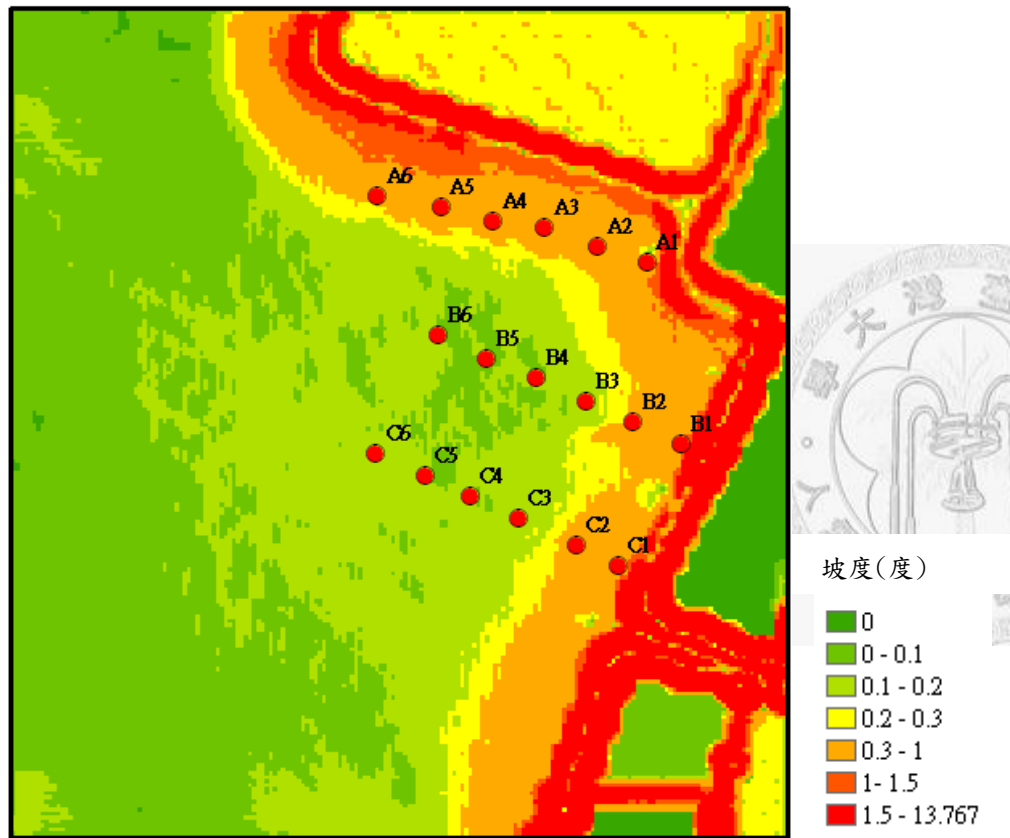 A6
A5
A4
A3
A2
A1
B6
B5
B4
B3
B2
B1
C6
C5
C4
C3
C2
C1
坡度(度)
0
0 - 0.1
0.1 - 0.2
0.2 - 0.3
0.3 - 1
1- 1.5
1.5 - 13.767